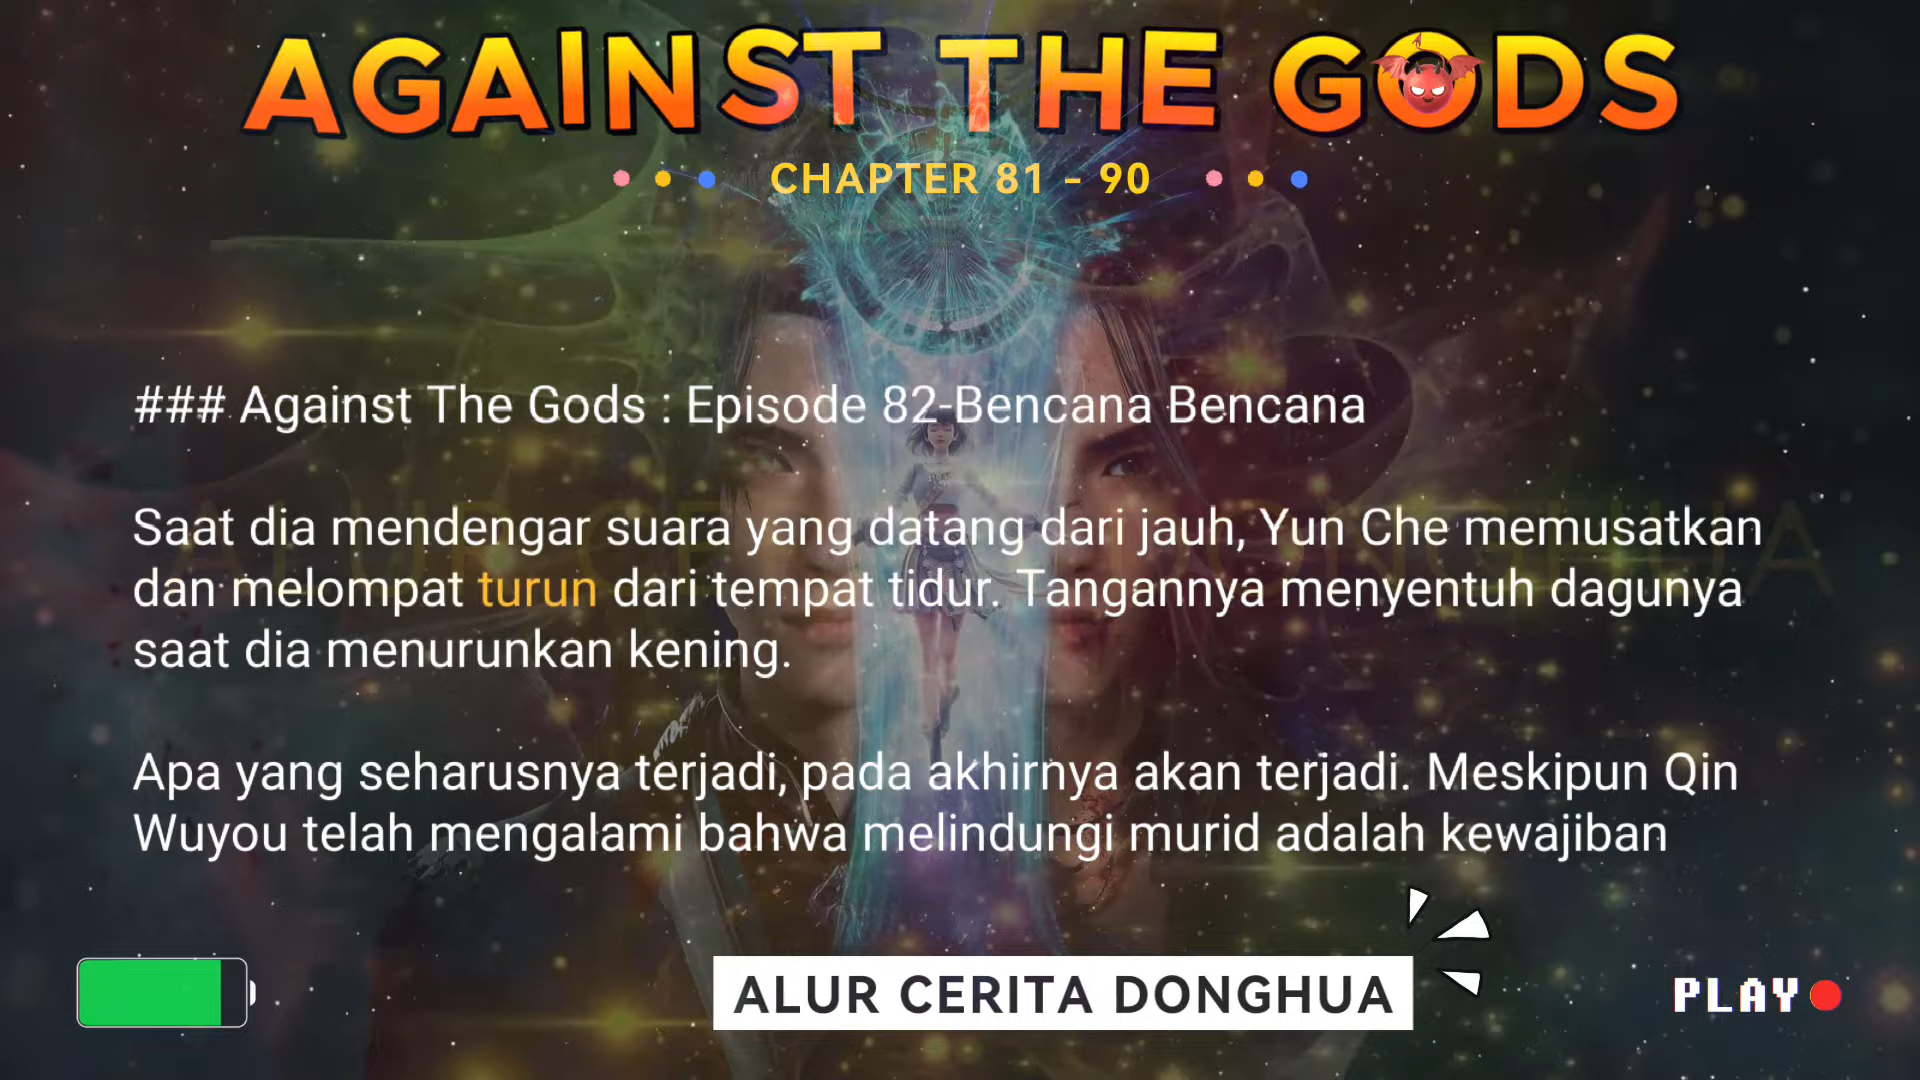 AGAINST THE GODS
CHAPTER 81 - 90
### Against The Gods : Episode 82-Bencana Bencana
Saat dia mendengar suara yang datang dari jauh, Yun Che memusatkan
dan melompat turun dari tempat tidur. Tangannya menyentuh dagunya
saat dia menurunkan kening.
Apa yang seharusnya terjadi, pada akhirnya akan terjadi. Meskipun Qin
Wuyou telah mengalami bahwa melindungi murid adalah kewajiban
ALUR CERITA DONGHUA
PLAY